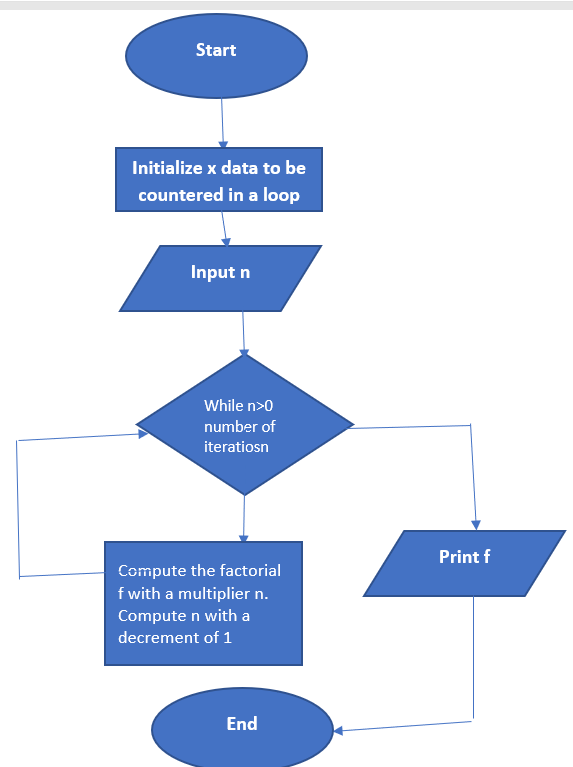 Start
Initialize x data to be
countered in a loop
Input n
While n>0
number of
iteratiosn
Compute the factorial
f with a multiplier n.
Compute n with a
decrement of 1
Print f
End